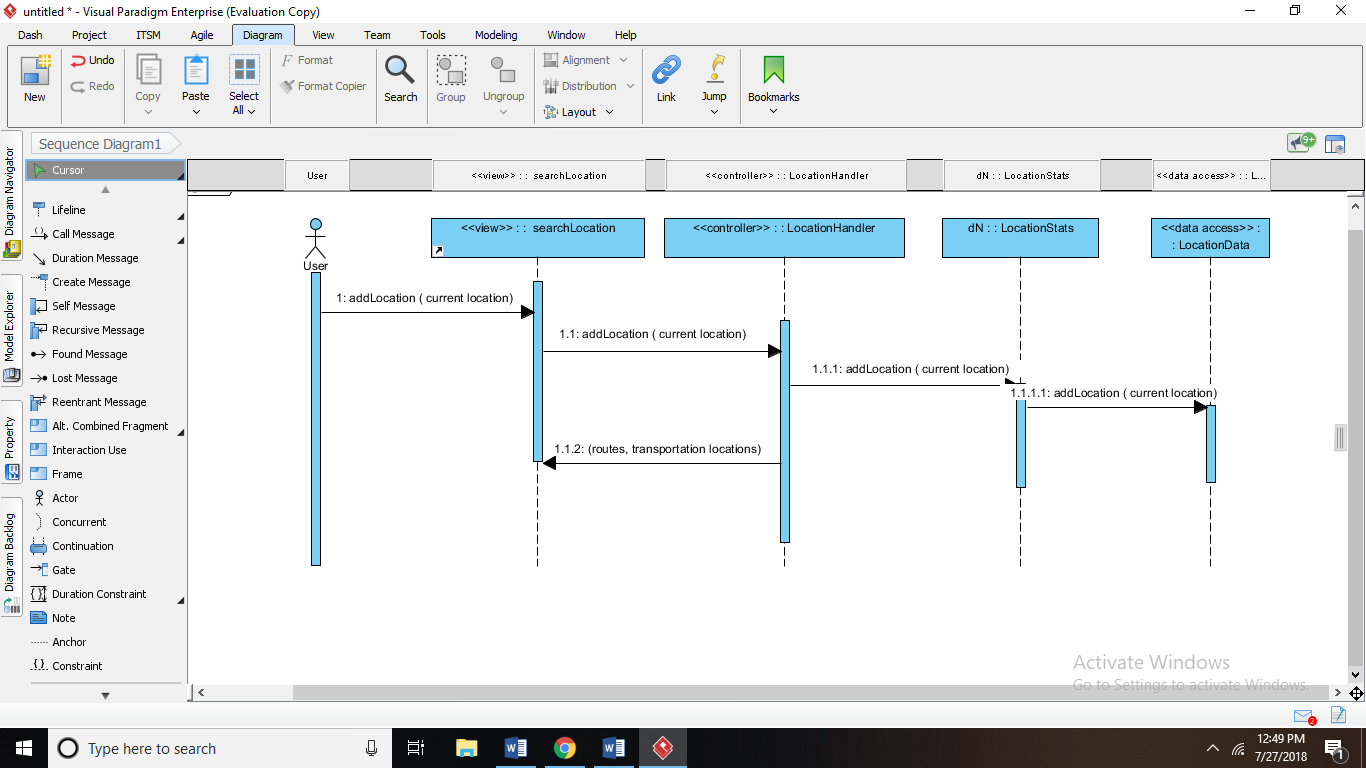 untitled * - Visual Paradigm Enterprise (Evaluation Copy)
Dash Project ITSM Agile Diagram View Team Tools Modeling Window Help
New
Undo
Redo
Copy
Paste
Select
All
Format
Format Copier
Search
Group
Ungroup
Alignment
Distribution
Layout
Link
Jump
Bookmarks
Sequence Diagram1
9+
Diagram Navigator
Model Explorer
Property
Diagram Backlog
Cursor
Lifeline
Call Message
Duration Message
Create Message
Self Message
Recursive Message
Found Message
Lost Message
Reentrant Message
Alt. Combined Fragment
Interaction Use
Frame
Actor
Concurrent
Continuation
Gate
Duration Constraint
Note
Anchor
Constraint
User
<<view>> : : searchLocation
<<controller>> : : LocationHandler
dN : : LocationStats
<<data access>> : : L...
<<view>> : : searchLocation
<<controller>> : : LocationHandler
dN : : LocationStats
<<data access>> :
: LocationData
User
1: addLocation ( current location)
1.1: addLocation ( current location)
1.1.1: addLocation ( current location)
1.1.1.1: addLocation ( current location)
1.1.2: (routes, transportation locations)
Activate Windows
Go to Settings to activate Windows.
2
Type here to search
12:49 PM
7/27/2018
1